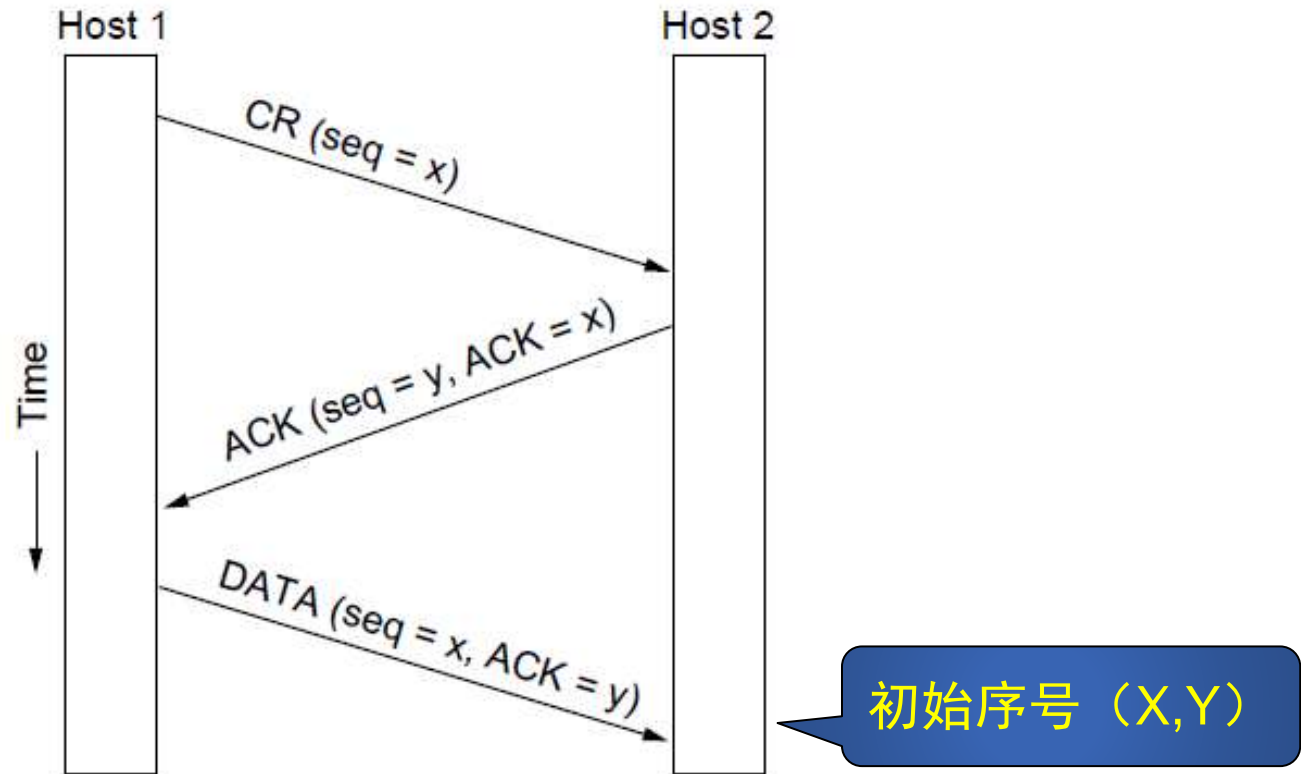 Host 1
Host 2
CR (seq = x)
ACK (seq = y, ACK = x)
Time
DATA (seq = x, ACK = y)
初始序号（X,Y）